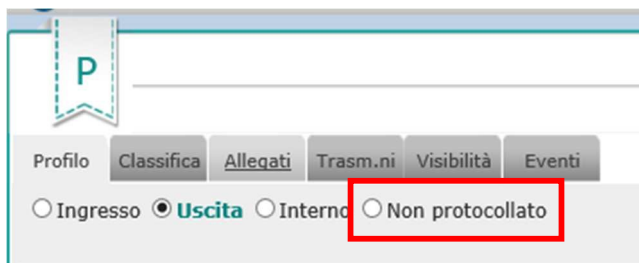 P
Profilo Classifica Allegati Trasm.ni Visibilità Eventi
Ingresso Uscita Interno Non protocollato